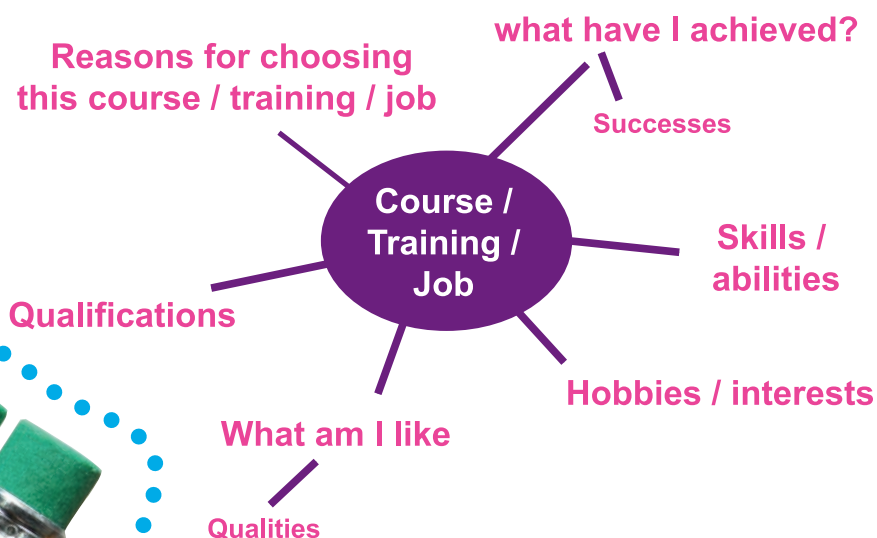 what have I achieved?
Reasons for choosing
this course / training / job
Successes
Course /
Training /
Job
Skills /
abilities
Qualifications
Hobbies / interests
What am I like
Qualities